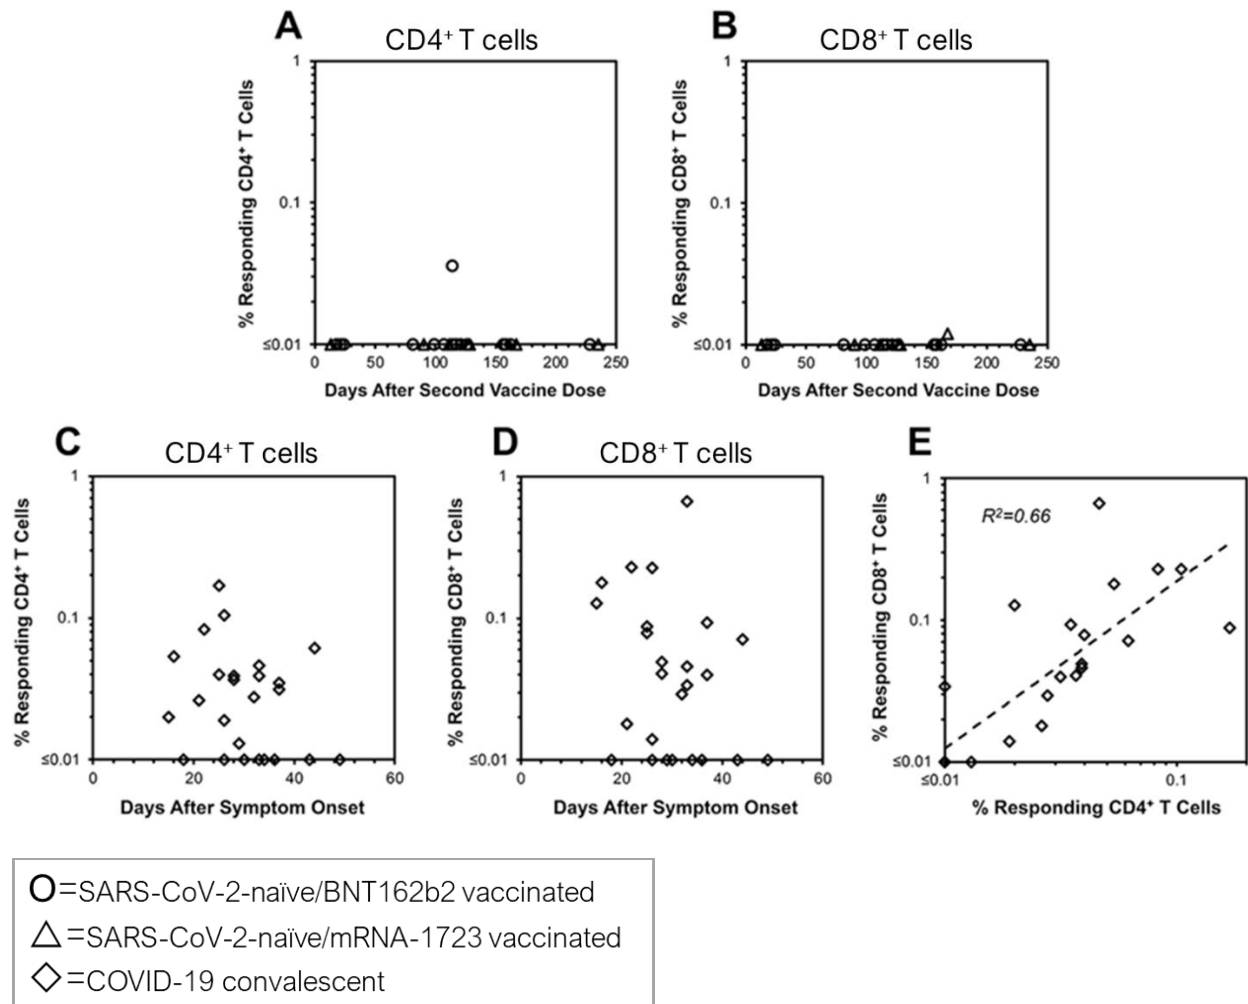 A
CD4⁺ T cells
% Responding CD4⁺ T Cells
1
0.1
≤0.01
0 50 100 150 200 250
Days After Second Vaccine Dose
B
CD8⁺ T cells
% Responding CD8⁺ T Cells
1
0.1
≤0.01
0 50 100 150 200 250
Days After Second Vaccine Dose
C
CD4⁺ T cells
% Responding CD4⁺ T Cells
1
0.1
≤0.01
0 20 40 60
Days After Symptom Onset
D
CD8⁺ T cells
% Responding CD8⁺ T Cells
1
0.1
≤0.01
0 20 40 60
Days After Symptom Onset
E
% Responding CD8⁺ T Cells
1
0.1
≤0.01
R²=0.66
≤0.01 0.1
% Responding CD4⁺ T Cells
=SARS-CoV-2-naïve/BNT162b2 vaccinated
=SARS-CoV-2-naïve/mRNA-1723 vaccinated
=COVID-19 convalescent